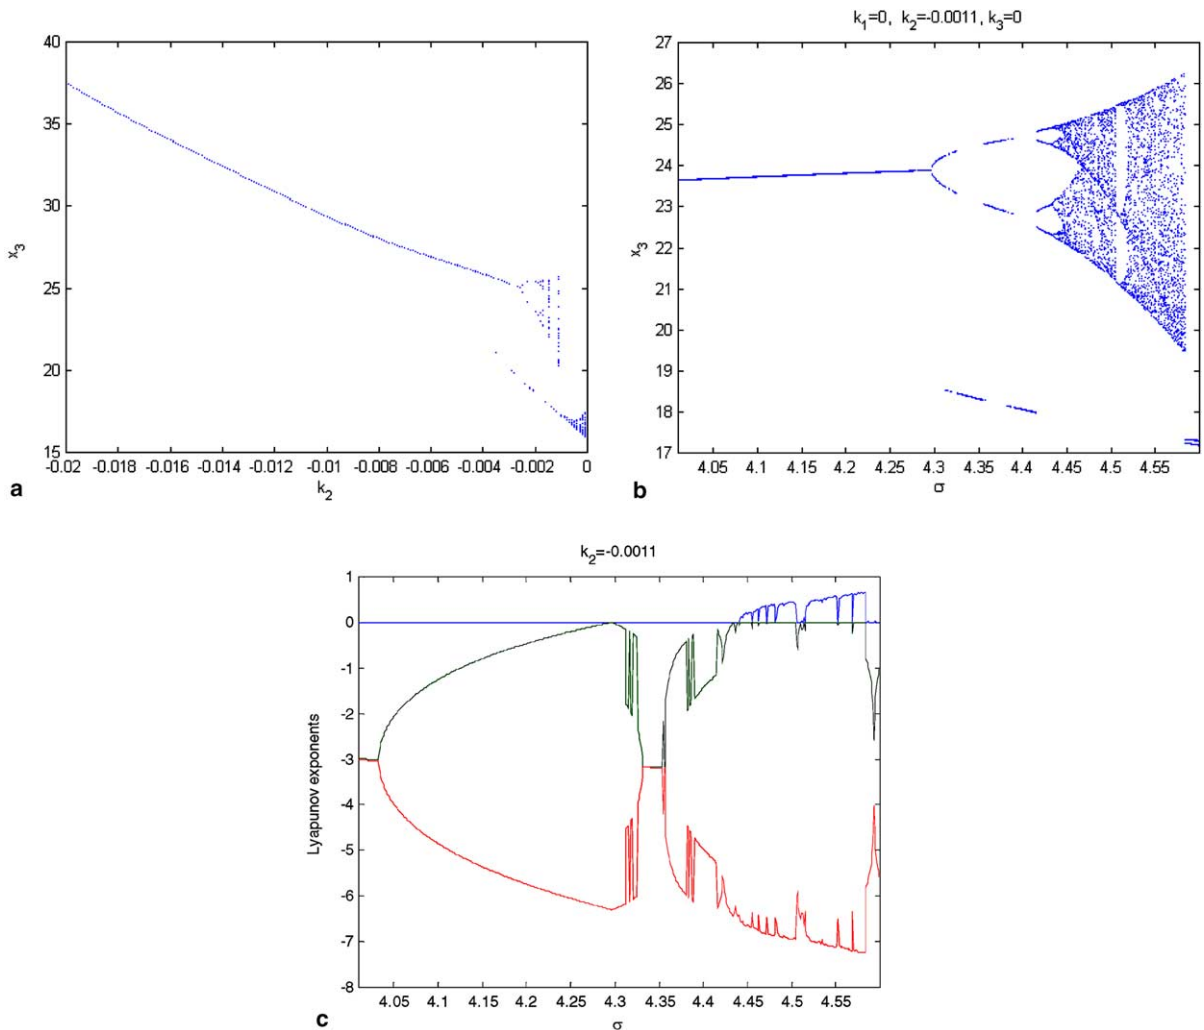 40
35
30
25
20
15
x3
-0.02 -0.018 -0.016 -0.014 -0.012 -0.01 -0.008 -0.006 -0.004 -0.002 0
k2
a
k1=0, k2=-0.0011, k3=0
27
26
25
24
23
22
21
20
19
18
17
x3
4.05 4.1 4.15 4.2 4.25 4.3 4.35 4.4 4.45 4.5 4.55
σ
b
k2=-0.0011
1
0
-1
-2
-3
-4
-5
-6
-7
-8
Lyapunov exponents
4.05 4.1 4.15 4.2 4.25 4.3 4.35 4.4 4.45 4.5 4.55
σ
c